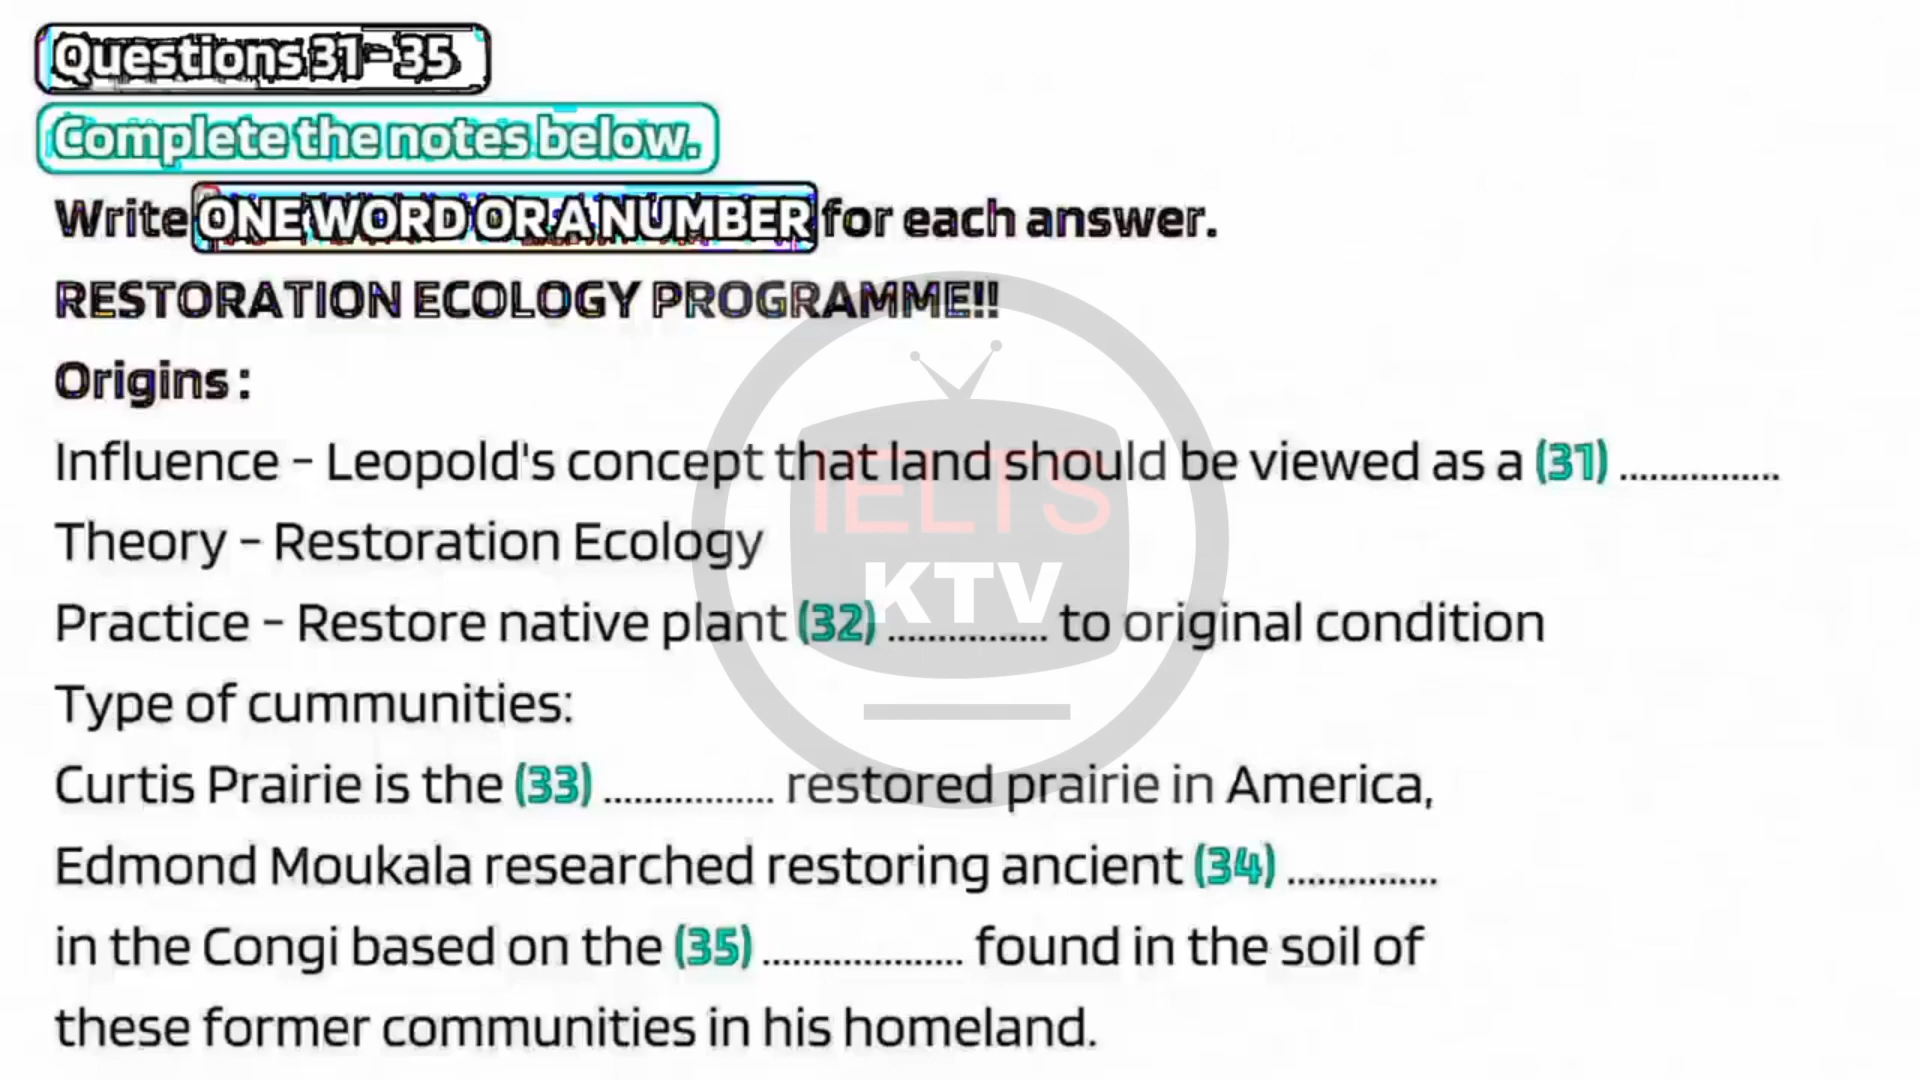 Questions 31 - 35
Complete the notes below.
Write ONE WORD OR A NUMBER for each answer.
RESTORATION ECOLOGY PROGRAMME!!
Origins :
Influence - Leopold's concept that land should be viewed as a (31) ................
Theory - Restoration Ecology
Practice - Restore native plant (32) ................ to original condition
Type of cummunities:
Curtis Prairie is the (33) ................. restored prairie in America,
Edmond Moukala researched restoring ancient (34) ...............
in the Congi based on the (35) .................... found in the soil of
these former communities in his homeland.
IELTS
KTV